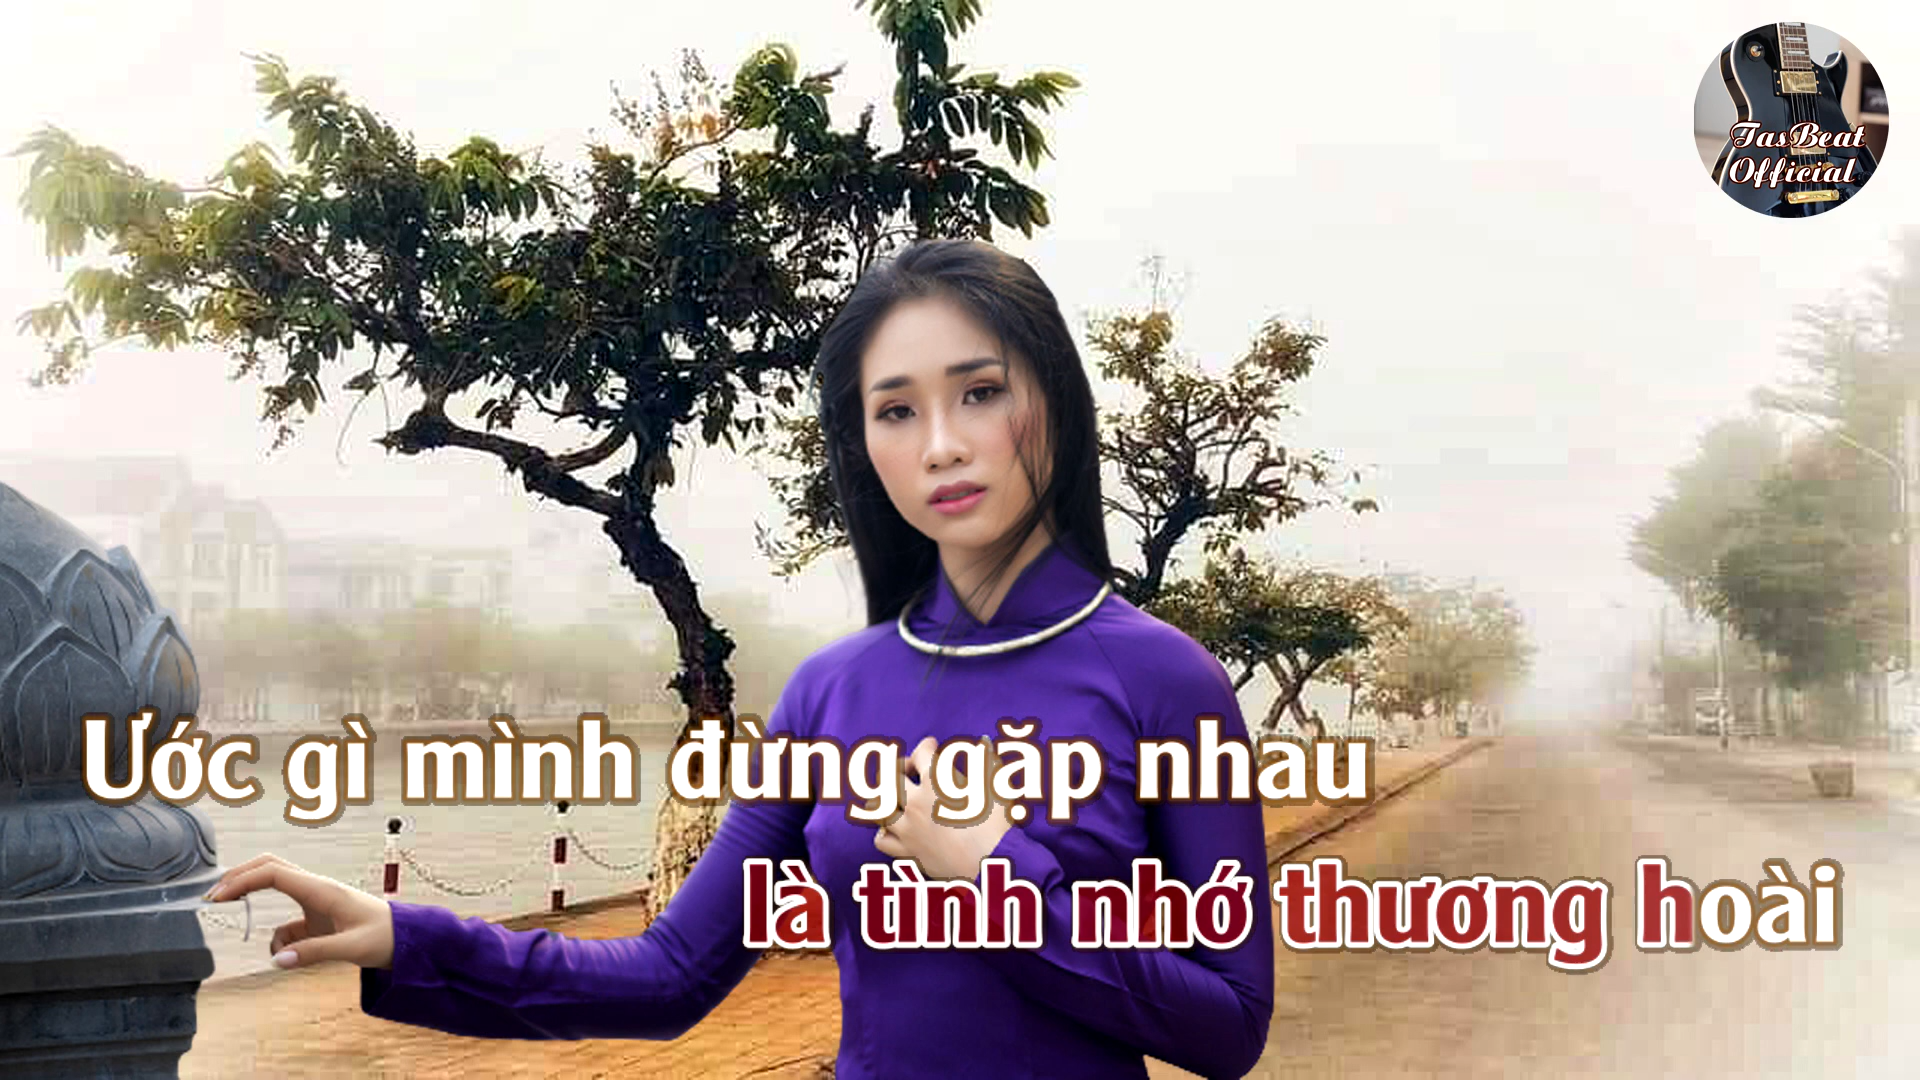 TasBeat
Official
Ước gì mình đừng gặp nhau
là tình nhớ thương hoài